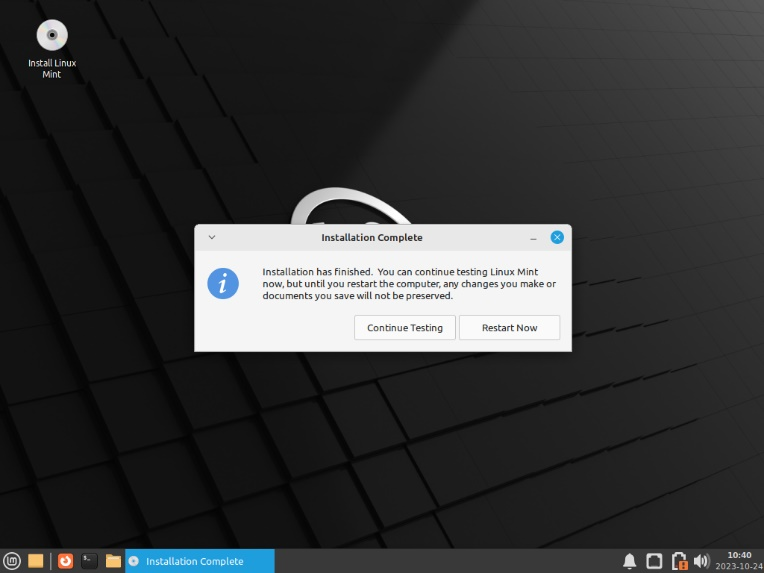 Install Linux
Mint
Installation Complete
Installation has finished. You can continue testing Linux Mint
now, but until you restart the computer, any changes you make or
documents you save will not be preserved.
Continue Testing
Restart Now
Installation Complete
10:40
2023-10-24